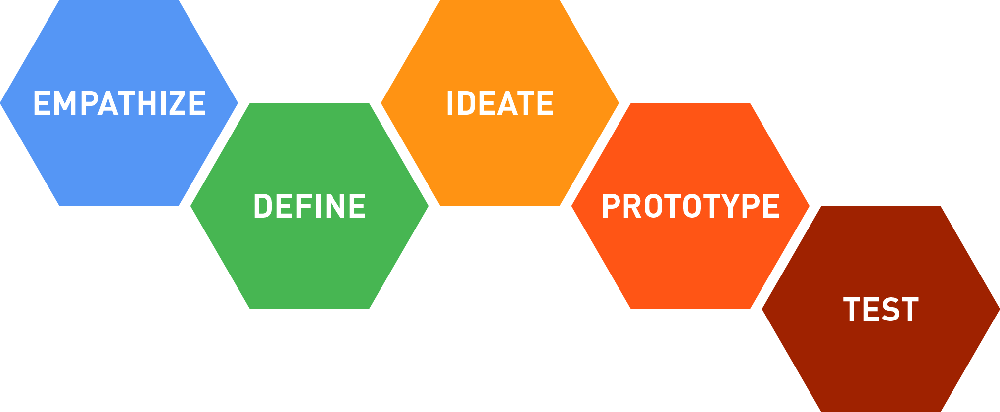 EMPATHIZE
DEFINE
IDEATE
PROTOTYPE
TEST